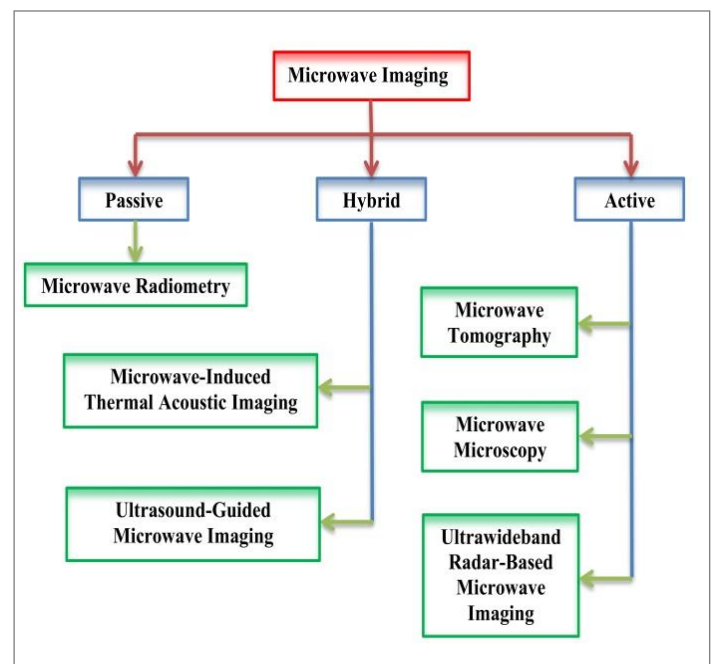 Microwave Imaging
Passive
Hybrid
Active
Microwave Radiometry
Microwave-Induced
Thermal Acoustic Imaging
Ultrasound-Guided
Microwave Imaging
Microwave
Tomography
Microwave
Microscopy
Ultrawideband
Radar-Based
Microwave
Imaging